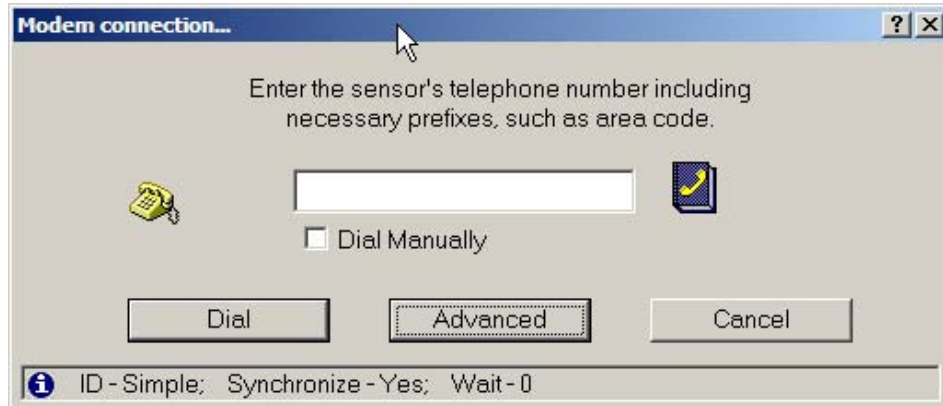 Modem connection...
Enter the sensor's telephone number including
necessary prefixes, such as area code.
Dial Manually
Dial Advanced Cancel
ID - Simple; Synchronize - Yes; Wait - 0